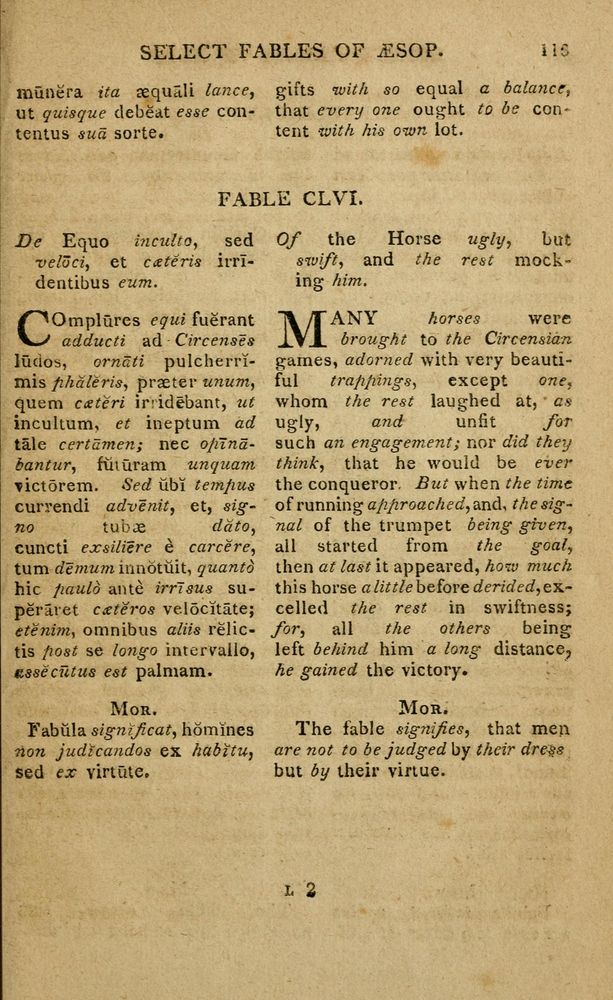 SELECT FABLES OF ÆSOP.
mūnĕra ita æquāli lance,
ut quisque debĕat esse con-
tentus suā sorte.
gifts with so equal a balance,
that every one ought to be con-
tent with his own lot.
FABLE CLVI.
De Equo inculto, sed
velōci, et cætĕris irrī-
dentibus eum.
COmplūres equi fuĕrant
adducti ad Circensēs
lūdos, ornāti pulcherrĭ-
mis phălĕris, præter unum,
quem cætĕri irridēbant, ut
incultum, et ineptum ad
tāle certāmen; nec opīnā-
bantur, fŭtūram unquam
victōrem. Sed ŭbĭ tempus
currendi advēnit, et, sig-
no tubæ dăto,
cuncti exsiliēre è carcĕre,
tum dēmum innŏtŭit, quantò
hic paulò antè irrīsus su-
pĕrāret cætĕros velōcĭtāte;
etĕnim, omnibus aliis rĕlic-
tis post se longo intervallo,
assĕcūtus est palmam.
MOR.
Fabŭla signĭficat, hŏmĭnes
non judĭcandos ex habĭtu,
sed ex virtūte.
Of the Horse ugly, but
swift, and the rest mock-
ing him.
MANY horses were
brought to the Circensian
games, adorned with very beauti-
ful trappings, except one,
whom the rest laughed at, as
ugly, and unfit for
such an engagement; nor did they
think, that he would be ever
the conqueror. But when the time
of running approached, and, the sig-
nal of the trumpet being given,
all started from the goal,
then at last it appeared, how much
this horse a little before derided, ex-
celled the rest in swiftness;
for, all the others being
left behind him a long distance,
he gained the victory.
MOR.
The fable signifies, that men
are not to be judged by their dress
but by their virtue.
L 2